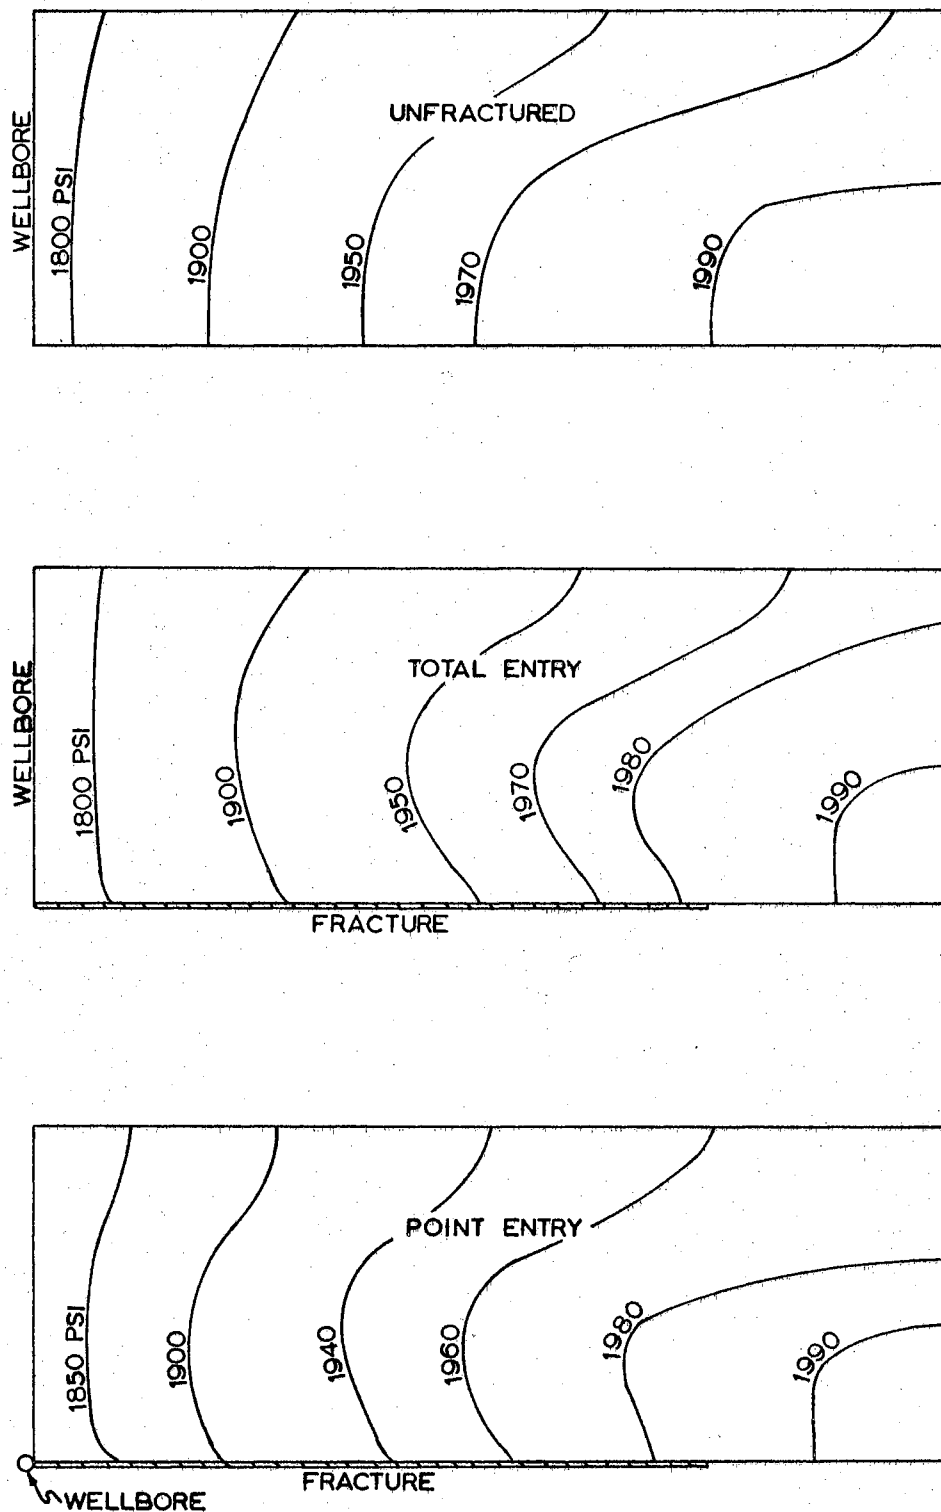 UNFRACTURED
WELLBORE
1800 PSI
1900
1950
1970
1990
TOTAL ENTRY
WELLBORE
1800 PSI
1900
1950
1970
1980
1990
FRACTURE
POINT ENTRY
1850 PSI
1900
1940
1960
1980
1990
FRACTURE
WELLBORE